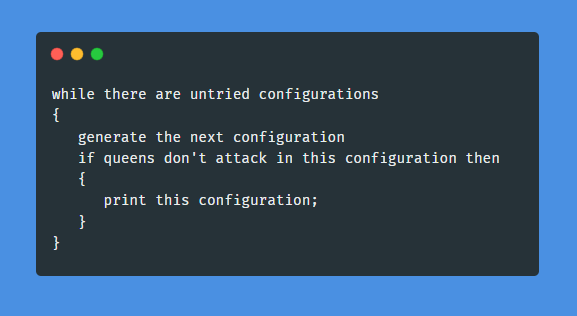 while there are untried configurations
{
   generate the next configuration
   if queens don't attack in this configuration then
   {
      print this configuration;
   }
}